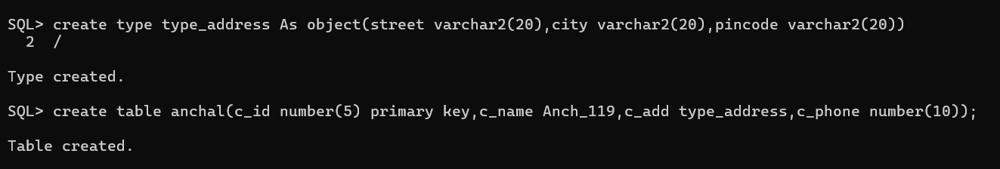 SQL> create type type_address As object(street varchar2(20),city varchar2(20),pincode varchar2(20))
  2  /
Type created.
SQL> create table anchal(c_id number(5) primary key,c_name Anch_119,c_add type_address,c_phone number(10));
Table created.